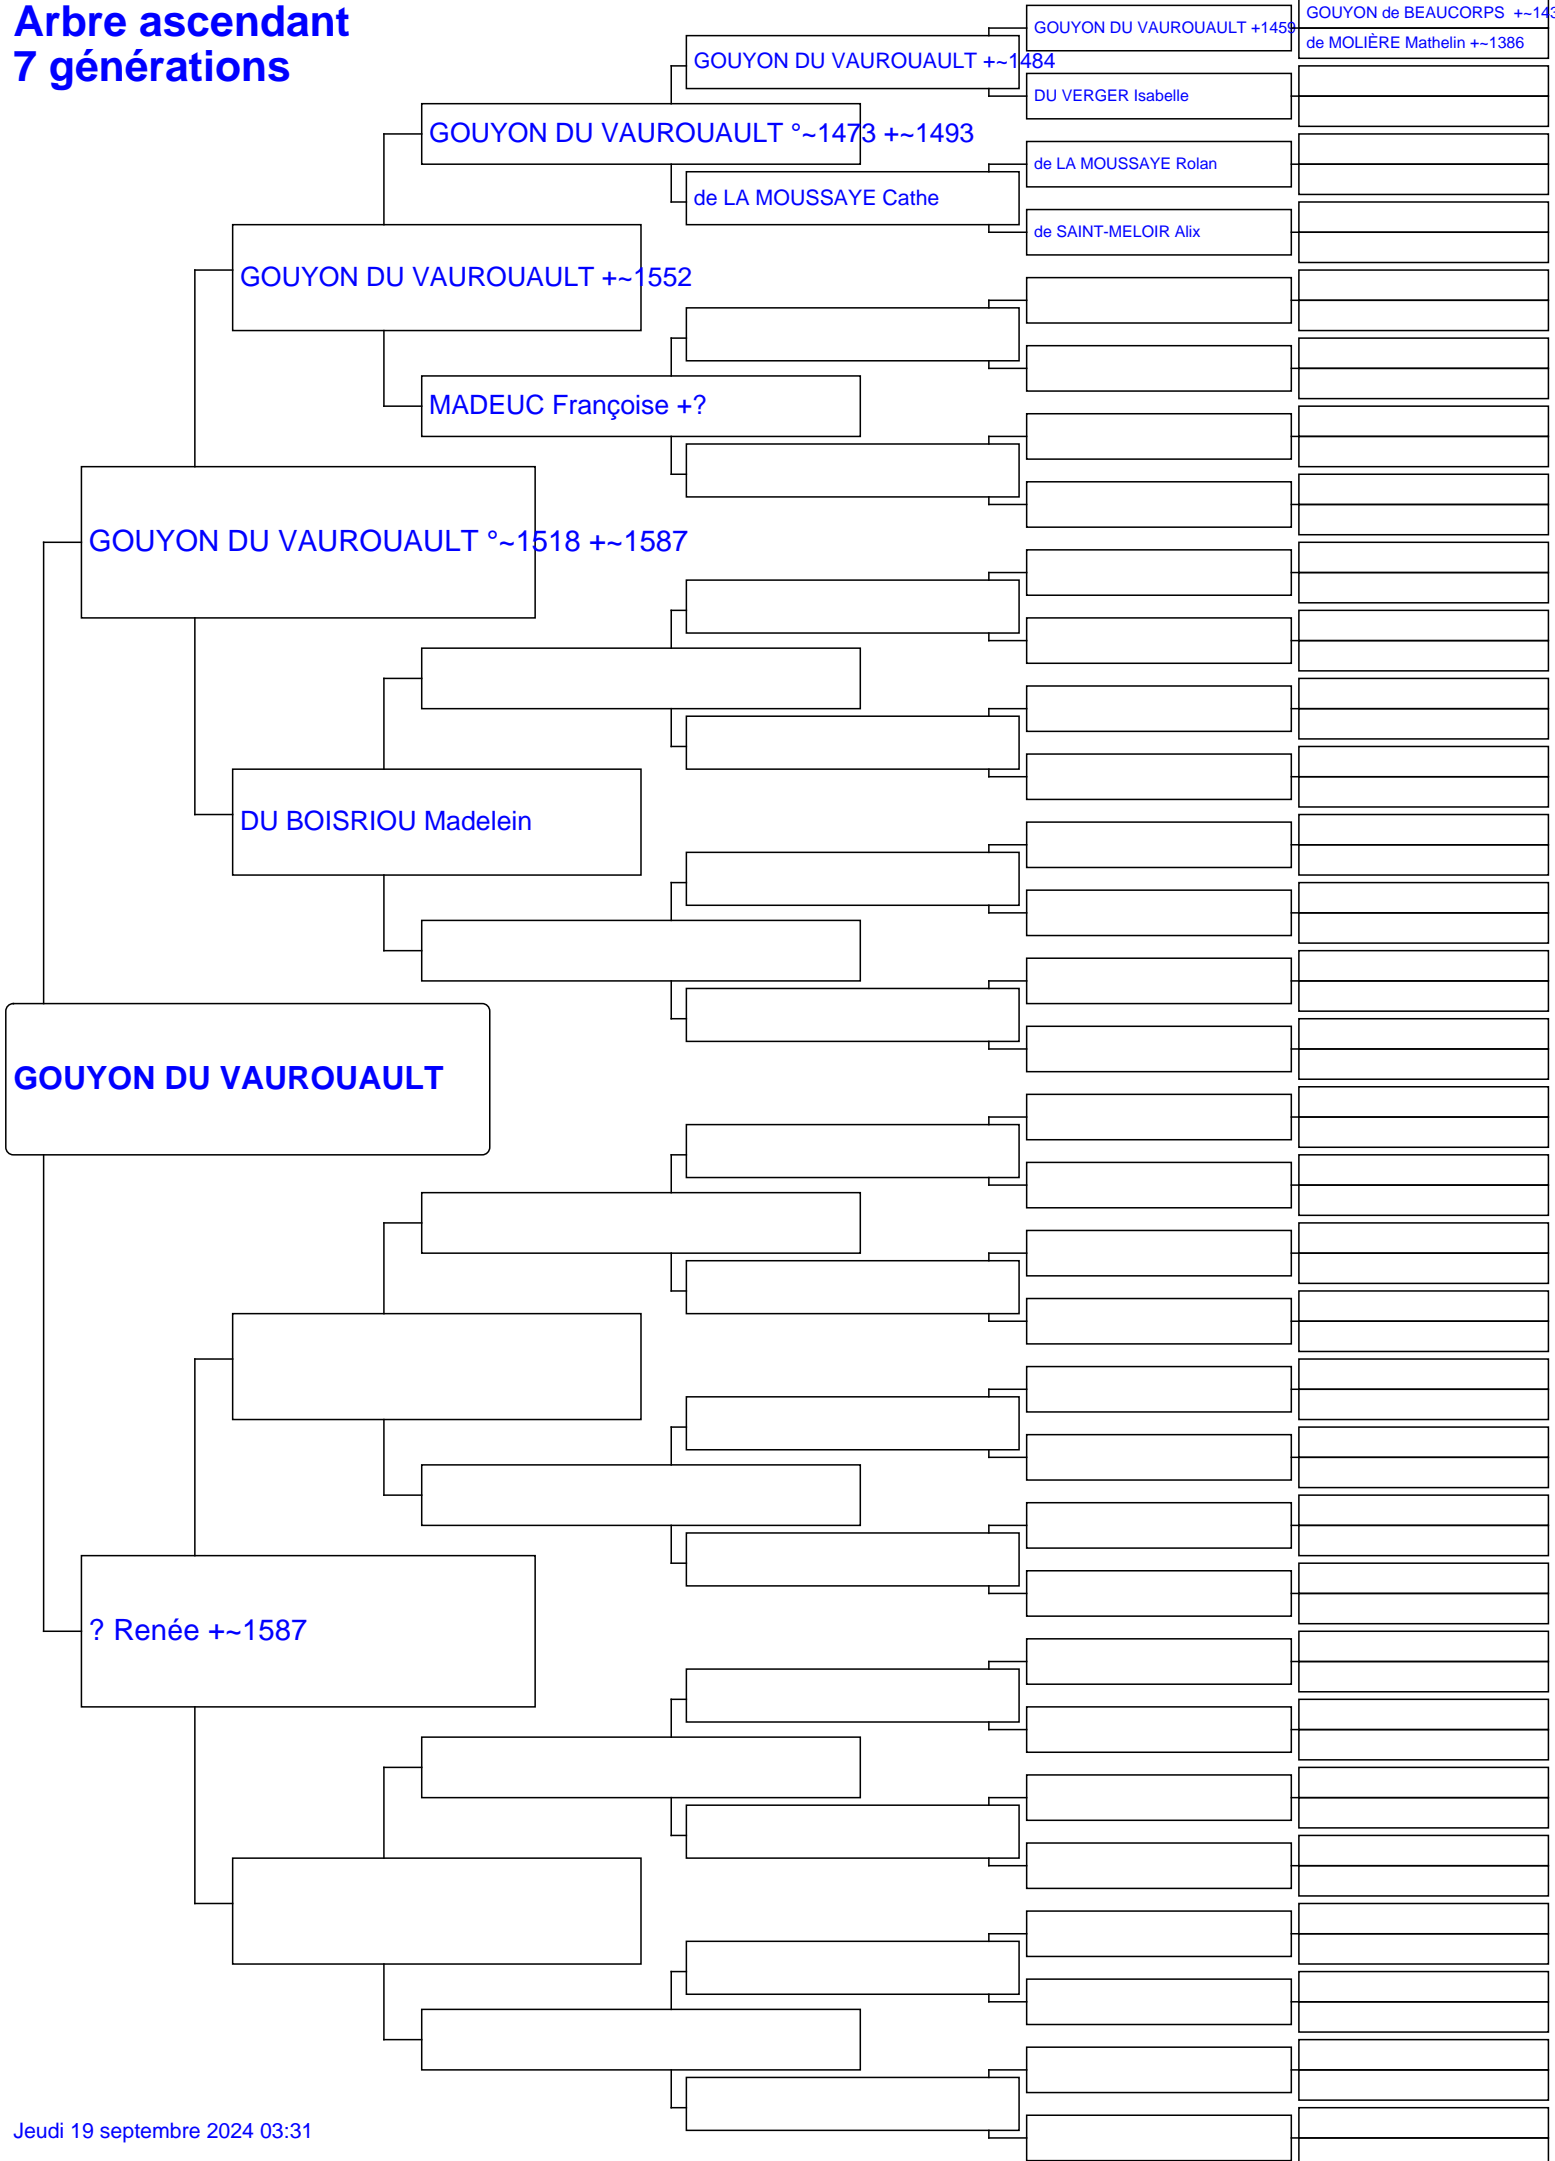 Arbre ascendant
7 générations
GOUYON DU VAUROUAULT +1459
GOUYON de BEAUCORPS +~143
de MOLIÈRE Mathelin +~1386
GOUYON DU VAUROUAULT +~1484
DU VERGER Isabelle
GOUYON DU VAUROUAULT °~1473 +~1493
de LA MOUSSAYE Rolan
de LA MOUSSAYE Cathe
de SAINT-MELOIR Alix
GOUYON DU VAUROUAULT +~1552
MADEUC Françoise +?
GOUYON DU VAUROUAULT °~1518 +~1587
DU BOISRIOU Madelein
GOUYON DU VAUROUAULT
? Renée +~1587
Jeudi 19 septembre 2024 03:31